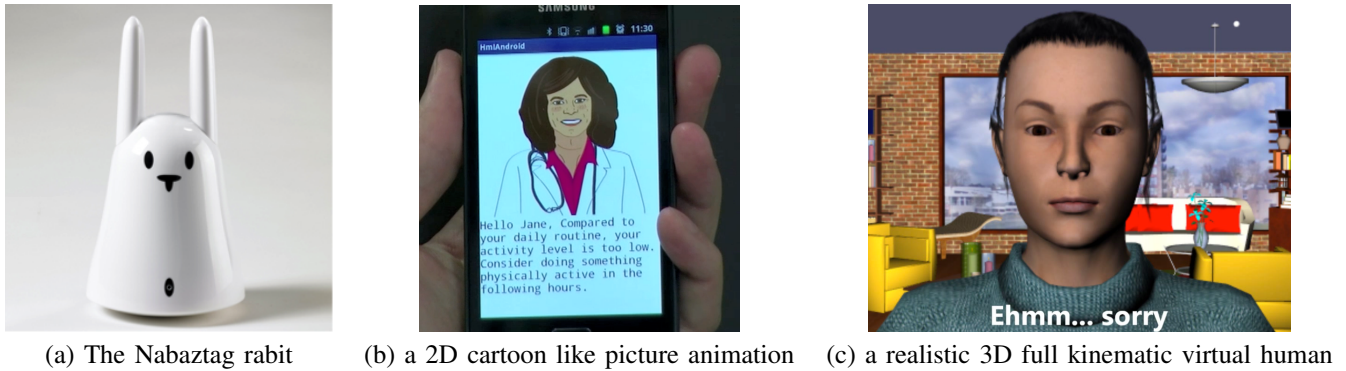 SAMSUNG
11:30
HmiAndroid
Hello Jane, Compared to
your daily routine, your
activity level is too low.
Consider doing something
physically active in the
following hours.
Ehmm... sorry
(a) The Nabaztag rabit
(b) a 2D cartoon like picture animation
(c) a realistic 3D full kinematic virtual human